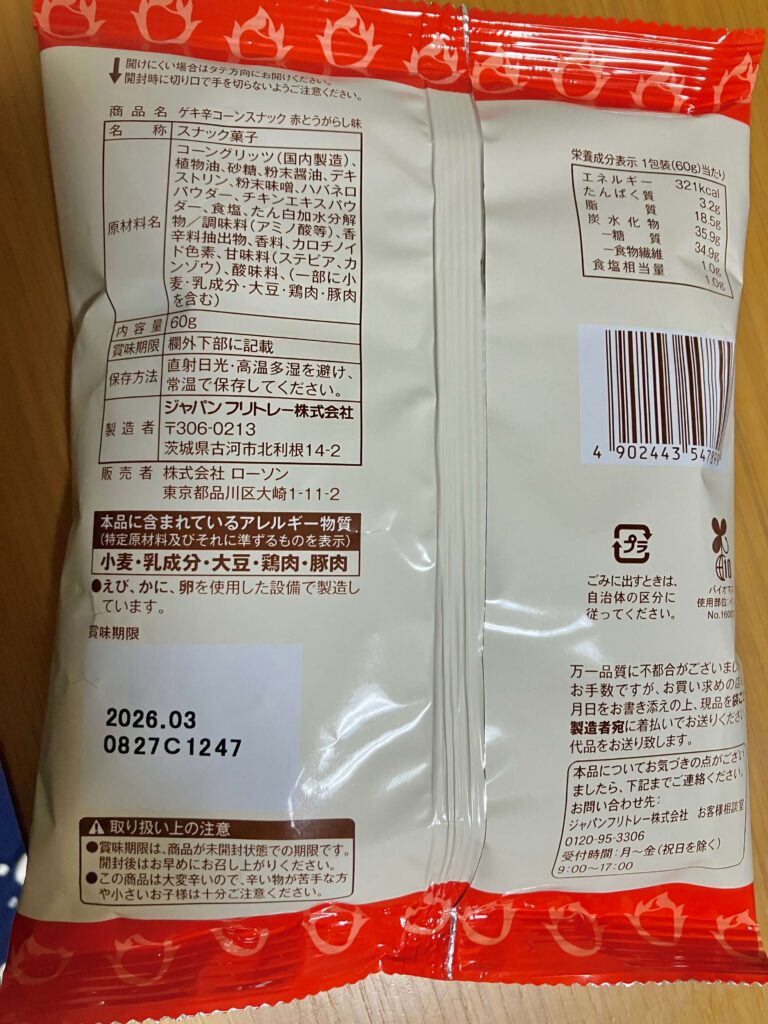 開けにくい場合はタテ方向にお開けください。
開封時に切り口で手を切らないようご注意ください。
商品名 ゲキ辛コーンスナック 赤とうがらし味
名称 スナック菓子
原材料名
コーングリッツ(国内製造)、
植物油、砂糖、粉末醤油、デキ
ストリン、粉末味噌、ハバネロ
パウダー、チキンエキスパウ
ダー、食塩、たん白加水分解
物/調味料(アミノ酸等)、香
辛料抽出物、香料、カロチノイ
ド色素、甘味料(ステビア、カ
ンゾウ)、酸味料、(一部に小
麦・乳成分・大豆・鶏肉・豚肉
を含む)
内容量 60g
賞味期限 欄外下部に記載
保存方法 直射日光・高温多湿を避け、
常温で保存してください。
製造者 ジャパン フリトレー株式会社
〒306-0213
茨城県古河市北利根14-2
販売者 株式会社 ローソン
東京都品川区大崎1-11-2
本品に含まれているアレルギー物質
(特定原材料及びそれに準ずるものを表示)
小麦・乳成分・大豆・鶏肉・豚肉
●えび、かに、卵を使用した設備で製造し
ています。
賞味期限
2026.03
0827C1247
取り扱い上の注意
●賞味期限は、商品が未開封状態での期限です。
開封後はお早めにお召し上がりください。
●この商品は大変辛いので、辛い物が苦手な方
や小さいお子様は十分ご注意ください。
栄養成分表示 1包装(60g)当たり
エネルギー 321kcal
たんぱく質 3.2g
脂質 18.5g
炭水化物 35.9g
－糖質 34.9g
－食物繊維 1.0g
食塩相当量 1.0g
4 902443 547
プラ
ごみに出すときは、
自治体の区分に
従ってください。
10
バイオマ
使用部位:イ
No.1600
万一品質に不都合がございまし
お手数ですが、お買い求めの店
月日をお書き添えの上、現品を袋ご
製造者宛に着払いでお送りくださ
代品をお送り致します。
本品についてお気づきの点がござい
ましたら、下記までご連絡ください。
お問い合わせ先:
ジャパンフリトレー株式会社 お客様相談室
0120-95-3306
受付時間:月～金(祝日を除く)
9:00～17:00